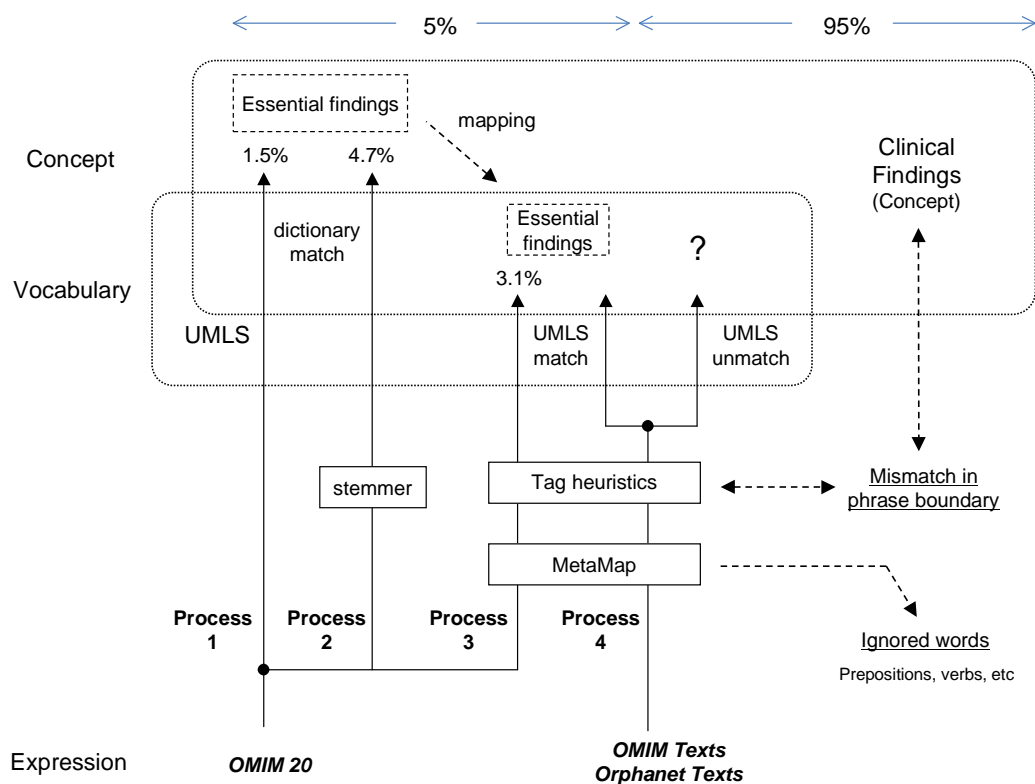 5%
95%
Essential findings
mapping
Concept
1.5%
4.7%
Clinical
Findings
(Concept)
dictionary
match
Essential
findings
?
3.1%
Vocabulary
UMLS
UMLS
match
UMLS
unmatch
stemmer
Tag heuristics
Mismatch in
phrase boundary
MetaMap
Process
1
Process
2
Process
3
Process
4
Ignored words
Prepositions, verbs, etc
Expression
OMIM 20
OMIM Texts
Orphanet Texts